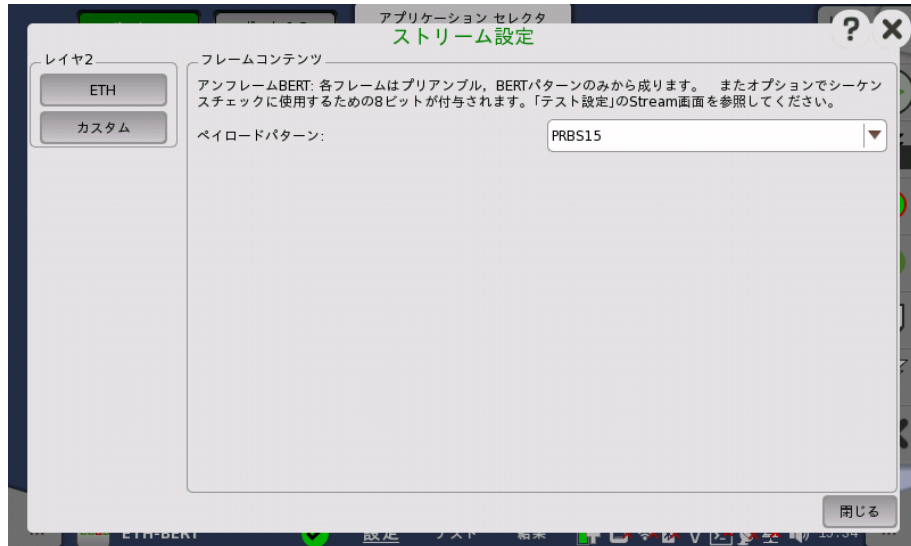 アプリケーション セレクタ
ストリーム設定
レイヤ2
ETH
カスタム
フレームコンテンツ
アンフレームBERT: 各フレームはプリアンブル，BERTパターンのみから成ります。 またオプションでシーケン
スチェックに使用するための8ビットが付与されます。「テスト設定」のStream画面を参照してください。
ペイロードパターン:
PRBS15
閉じる
ETH-BERT
設定
テスト
結果